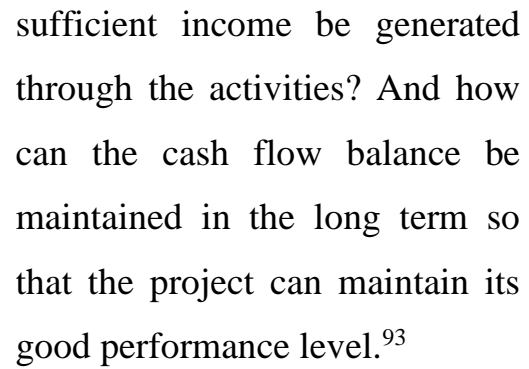 sufficient income be generated
through the activities? And how
can the cash flow balance be
maintained in the long term so
that the project can maintain its
good performance level.⁹³